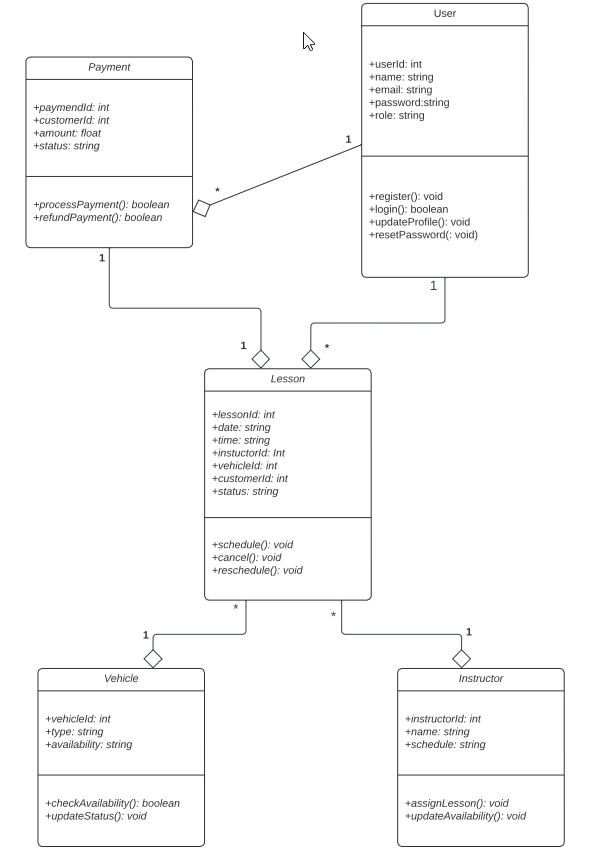 User
+userId: int
+name: string
+email: string
+password:string
+role: string
+register(): void
+login(): boolean
+updateProfile(): void
+resetPassword(: void)
Payment
+paymendId: int
+customerId: int
+amount: float
+status: string
+processPayment(): boolean
+refundPayment(): boolean
1
*
1
1
1
*
Lesson
+lessonId: int
+date: string
+time: string
+instuctorId: Int
+vehicleId: int
+customerId: int
+status: string
+schedule(): void
+cancel(): void
+reschedule(): void
*
*
1
1
Vehicle
+vehicleId: int
+type: string
+availability: string
+checkAvailability(): boolean
+updateStatus(): void
Instructor
+instructorId: int
+name: string
+schedule: string
+assignLesson(): void
+updateAvailability(): void